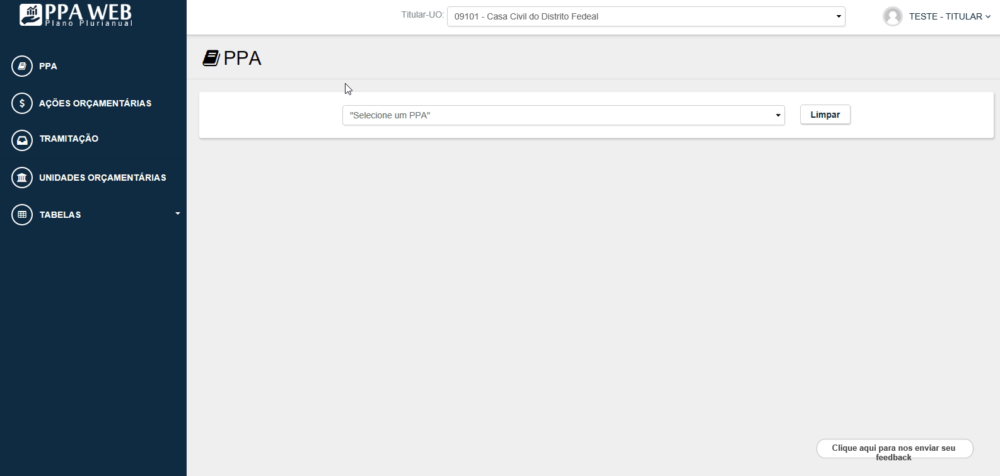 PPA WEB
Plano Plurianual
Titular-UO:
09101 - Casa Civil do Distrito Fedeal
TESTE - TITULAR
PPA
PPA
AÇÕES ORÇAMENTÁRIAS
TRAMITAÇÃO
UNIDADES ORÇAMENTÁRIAS
TABELAS
"Selecione um PPA"
Limpar
Clique aqui para nos enviar seu
feedback